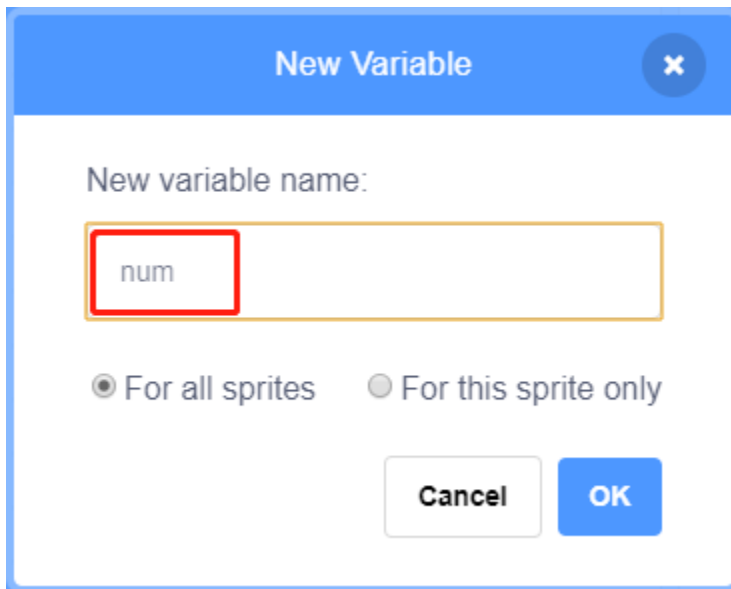 New Variable
New variable name:
num
For all sprites For this sprite only
Cancel OK